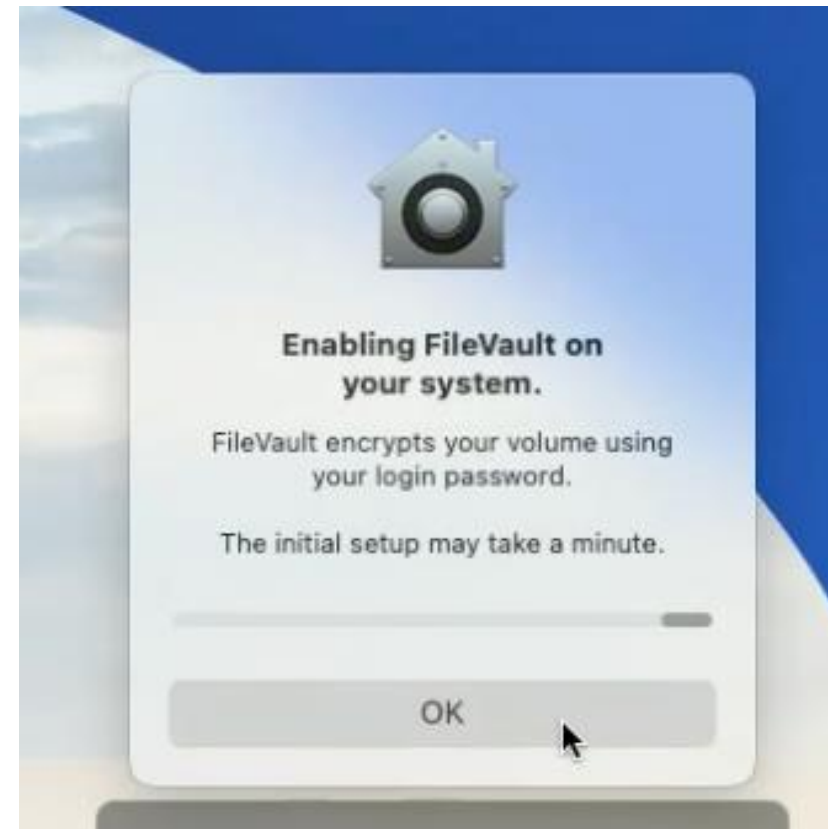 Enabling FileVault on
your system.
FileVault encrypts your volume using
your login password.
The initial setup may take a minute.
OK